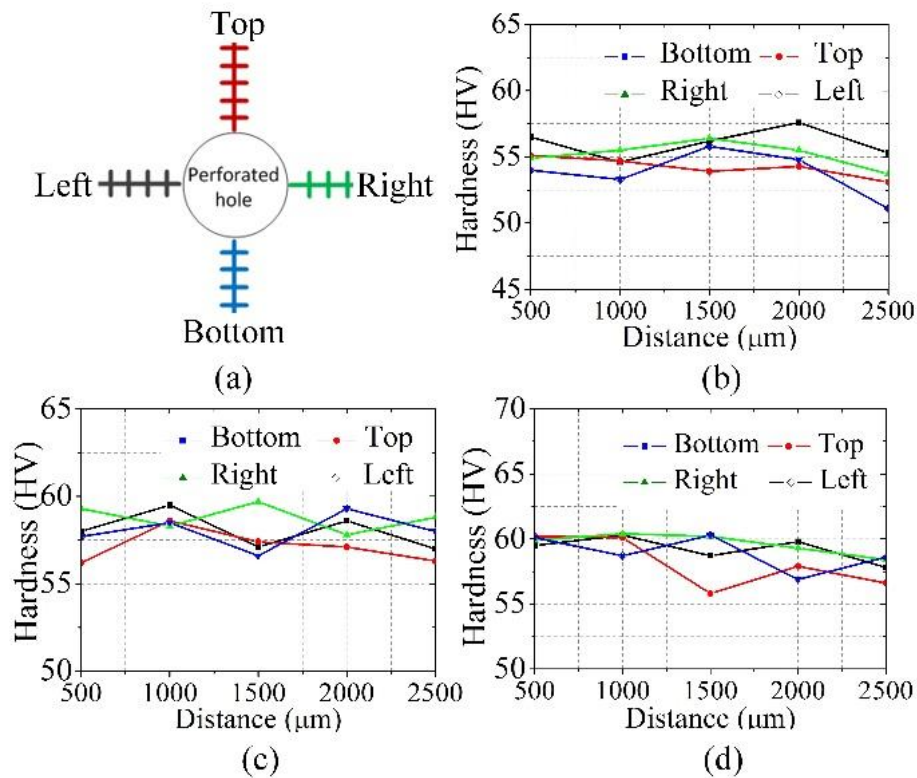 Top
Left
Perforated
hole
Right
Bottom
(a)
Hardness (HV)
65
60
55
50
45
Bottom
Top
Right
Left
500
1000
1500
2000
2500
Distance (μm)
(b)
Hardness (HV)
65
60
55
50
Bottom
Top
Right
Left
500
1000
1500
2000
2500
Distance (μm)
(c)
Hardness (HV)
70
65
60
55
50
Bottom
Top
Right
Left
500
1000
1500
2000
2500
Distance (μm)
(d)